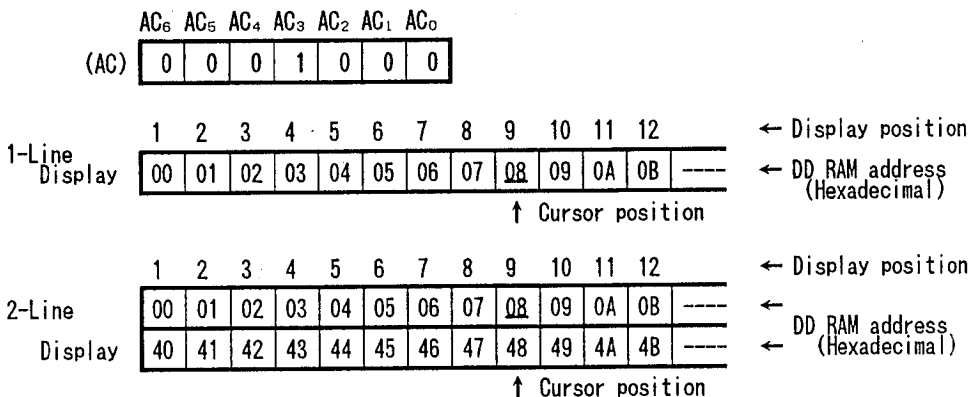 AC₆ AC₅ AC₄ AC₃ AC₂ AC₁ AC₀
(AC) 0 0 0 1 0 0 0
1 2 3 4 5 6 7 8 9 10 11 12 ← Display position
1-Line Display 00 01 02 03 04 05 06 07 08 09 0A 0B ---- ← DD RAM address
(Hexadecimal)
↑ Cursor position
1 2 3 4 5 6 7 8 9 10 11 12 ← Display position
2-Line 00 01 02 03 04 05 06 07 08 09 0A 0B ---- ←
DD RAM address
Display 40 41 42 43 44 45 46 47 48 49 4A 4B ---- ← (Hexadecimal)
↑ Cursor position